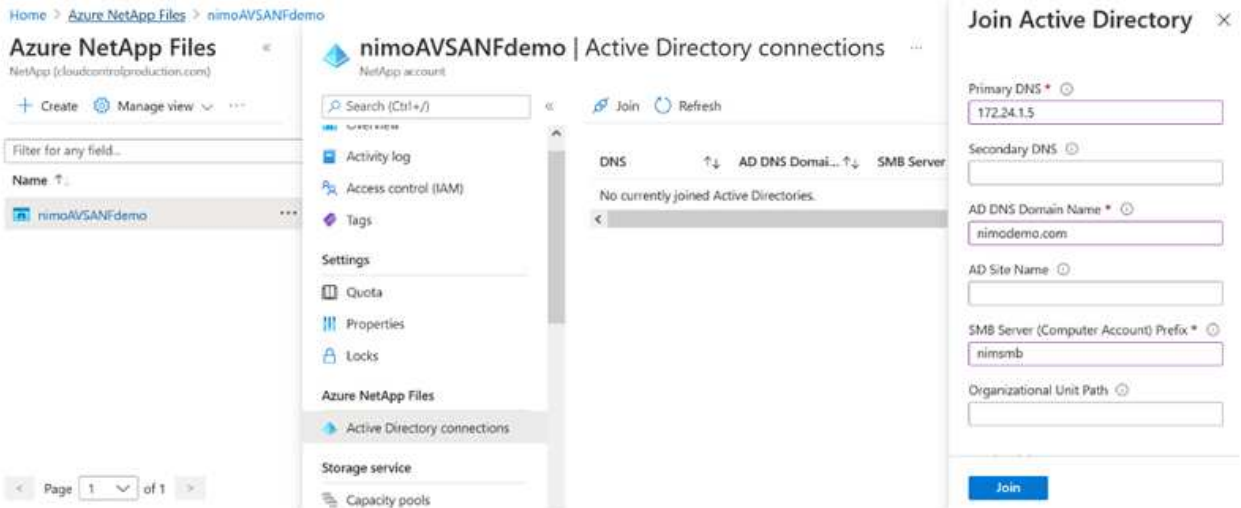 Home > Azure NetApp Files > nimoAVSANFdemo
Azure NetApp Files
«
NetApp (cloudcontrolproduction.com)
+ Create
Manage view
...
Filter for any field...
Name ↑↓
nimoAVSANFdemo
...
< Page 1 of 1 >
nimoAVSANFdemo | Active Directory connections
...
NetApp account
Search (Ctrl+/)
«
Overview
Activity log
Access control (IAM)
Tags
Settings
Quota
Properties
Locks
Azure NetApp Files
Active Directory connections
Storage service
Capacity pools
Join
Refresh
DNS ↑↓ AD DNS Domai... ↑↓ SMB Server
No currently joined Active Directories.
Join Active Directory
×
Primary DNS *
172.24.1.5
Secondary DNS
AD DNS Domain Name *
nimodemo.com
AD Site Name
SMB Server (Computer Account) Prefix *
nimsmb
Organizational Unit Path
Join